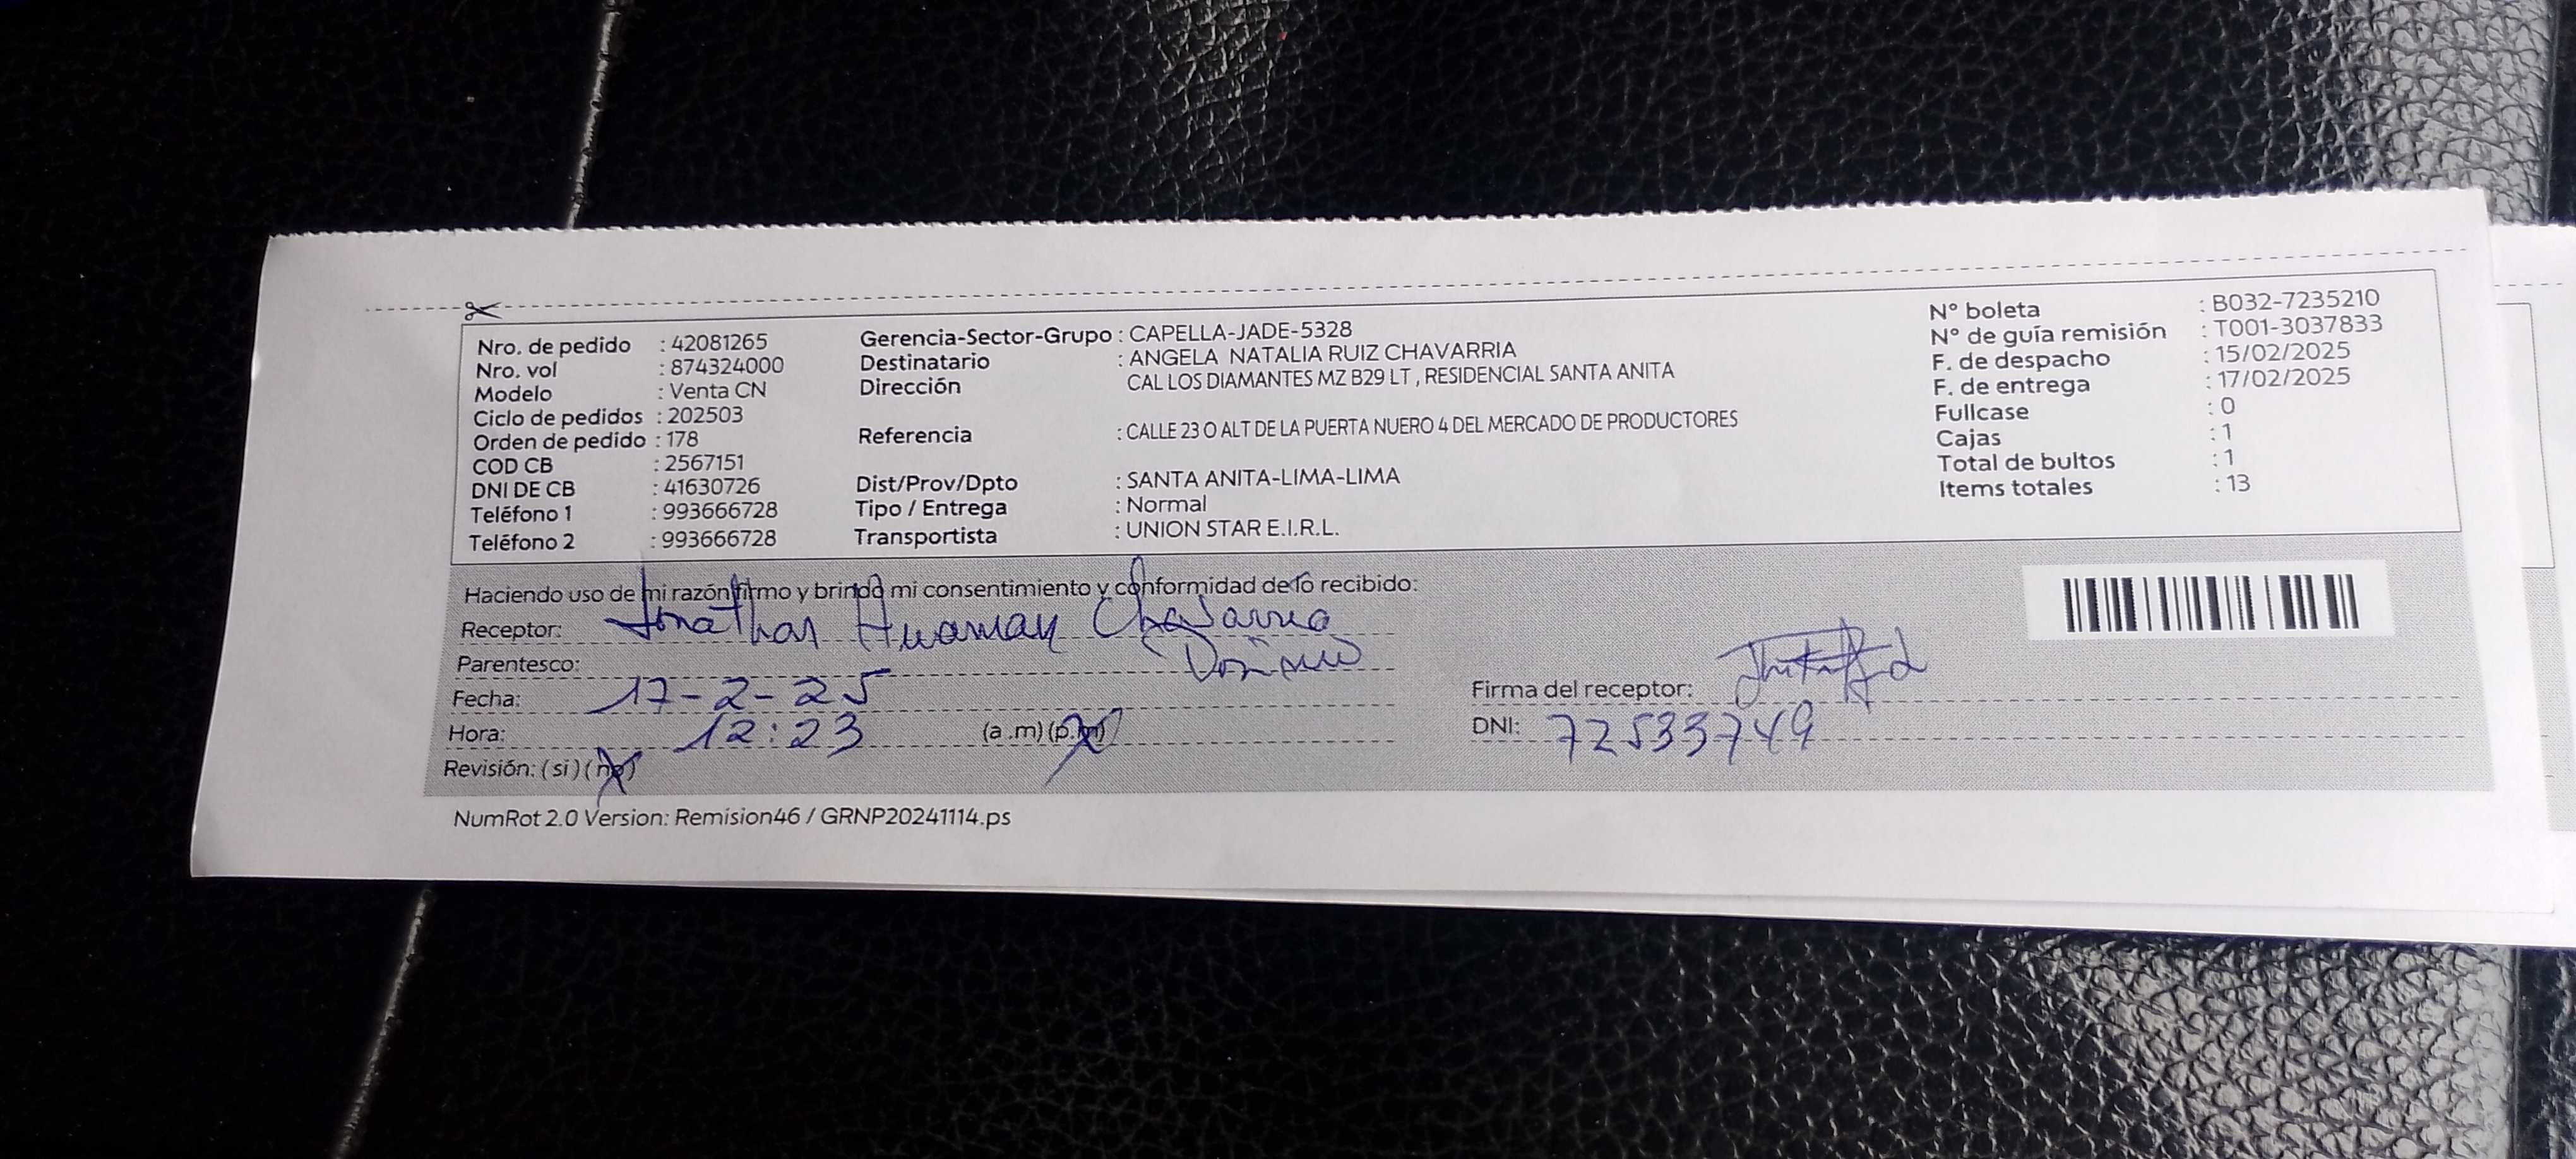 Nro. de pedido : 42081265
Nro. vol : 874324000
Modelo : Venta CN
Ciclo de pedidos : 202503
Orden de pedido : 178
COD CB : 2567151
DNI DE CB : 41630726
Teléfono 1 : 993666728
Teléfono 2 : 993666728
Gerencia-Sector-Grupo : CAPELLA-JADE-5328
Destinatario : ANGELA NATALIA RUIZ CHAVARRIA
Dirección CAL LOS DIAMANTES MZ B29 LT , RESIDENCIAL SANTA ANITA
Referencia : CALLE 23 O ALT DE LA PUERTA NUERO 4 DEL MERCADO DE PRODUCTORES
Dist/Prov/Dpto : SANTA ANITA-LIMA-LIMA
Tipo / Entrega : Normal
Transportista : UNION STAR E.I.R.L.
N° boleta : B032-7235210
N° de guía remisión : T001-3037833
F. de despacho : 15/02/2025
F. de entrega : 17/02/2025
Fullcase : 0
Cajas : 1
Total de bultos : 1
Items totales : 13
Haciendo uso de mi razón firmo y brindo mi consentimiento y conformidad de lo recibido:
Receptor: Jonathan Huaman Chavarria
Parentesco:
Fecha: 17-2-25
Hora: 12:23 (a.m) (p.m)
Revisión: (si) (no)
Firma del receptor:
DNI: 72533749
NumRot 2.0 Version: Remision46 / GRNP20241114.ps